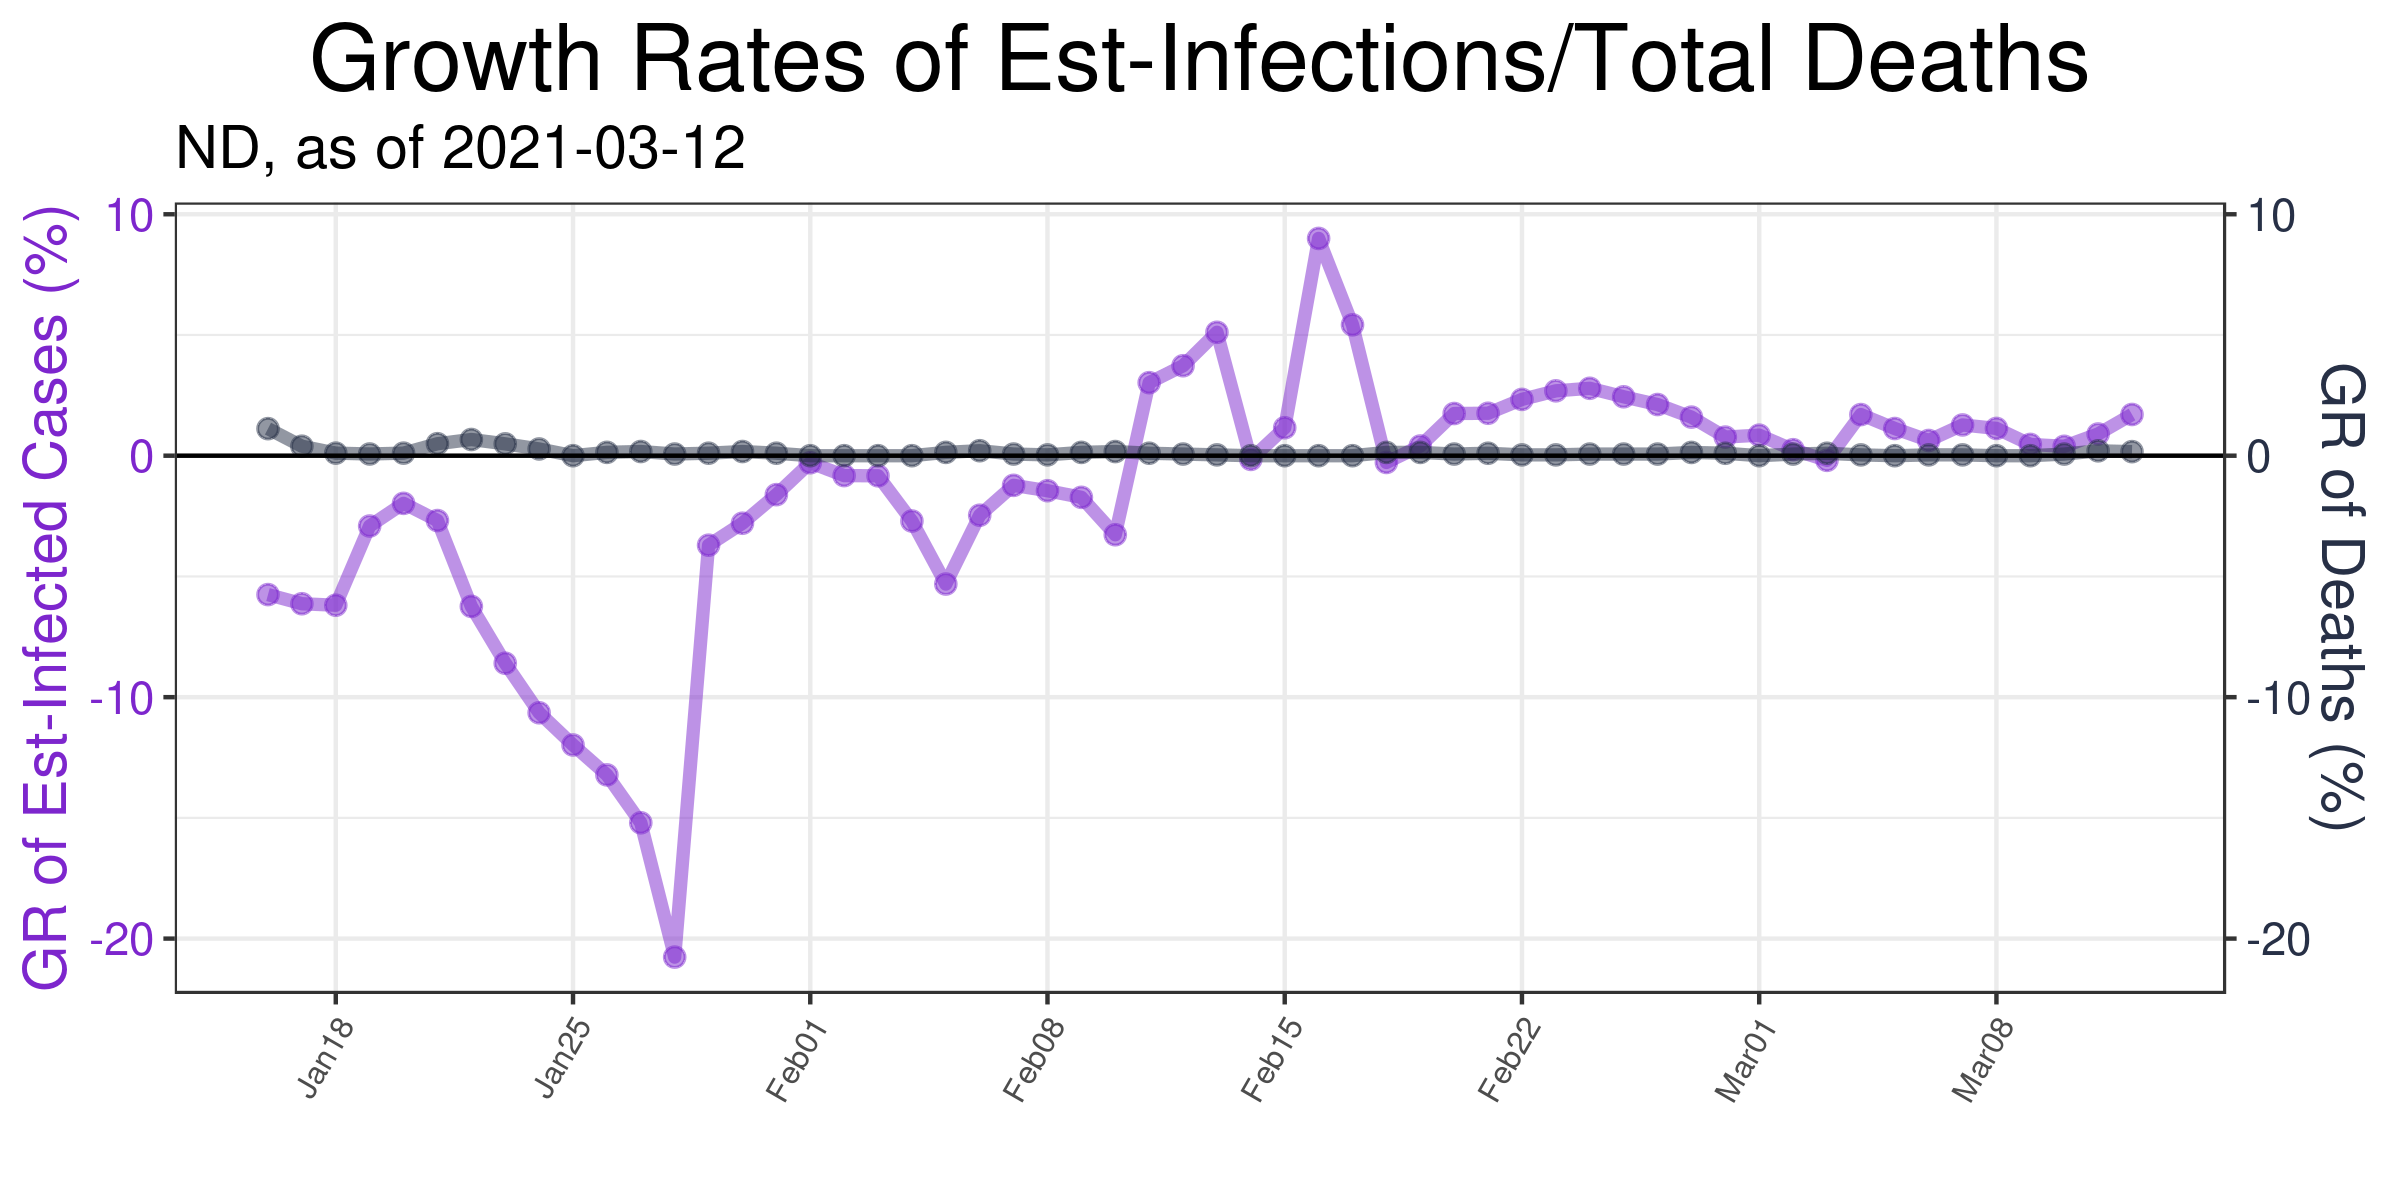 Growth Rates of Est-Infections/Total Deaths
ND, as of 2021-03-12
GR of Est-Infected Cases (%)
10
0
-10
-20
10
0
-10
-20
GR of Deaths (%)
Jan18
Jan25
Feb01
Feb08
Feb15
Feb22
Mar01
Mar08